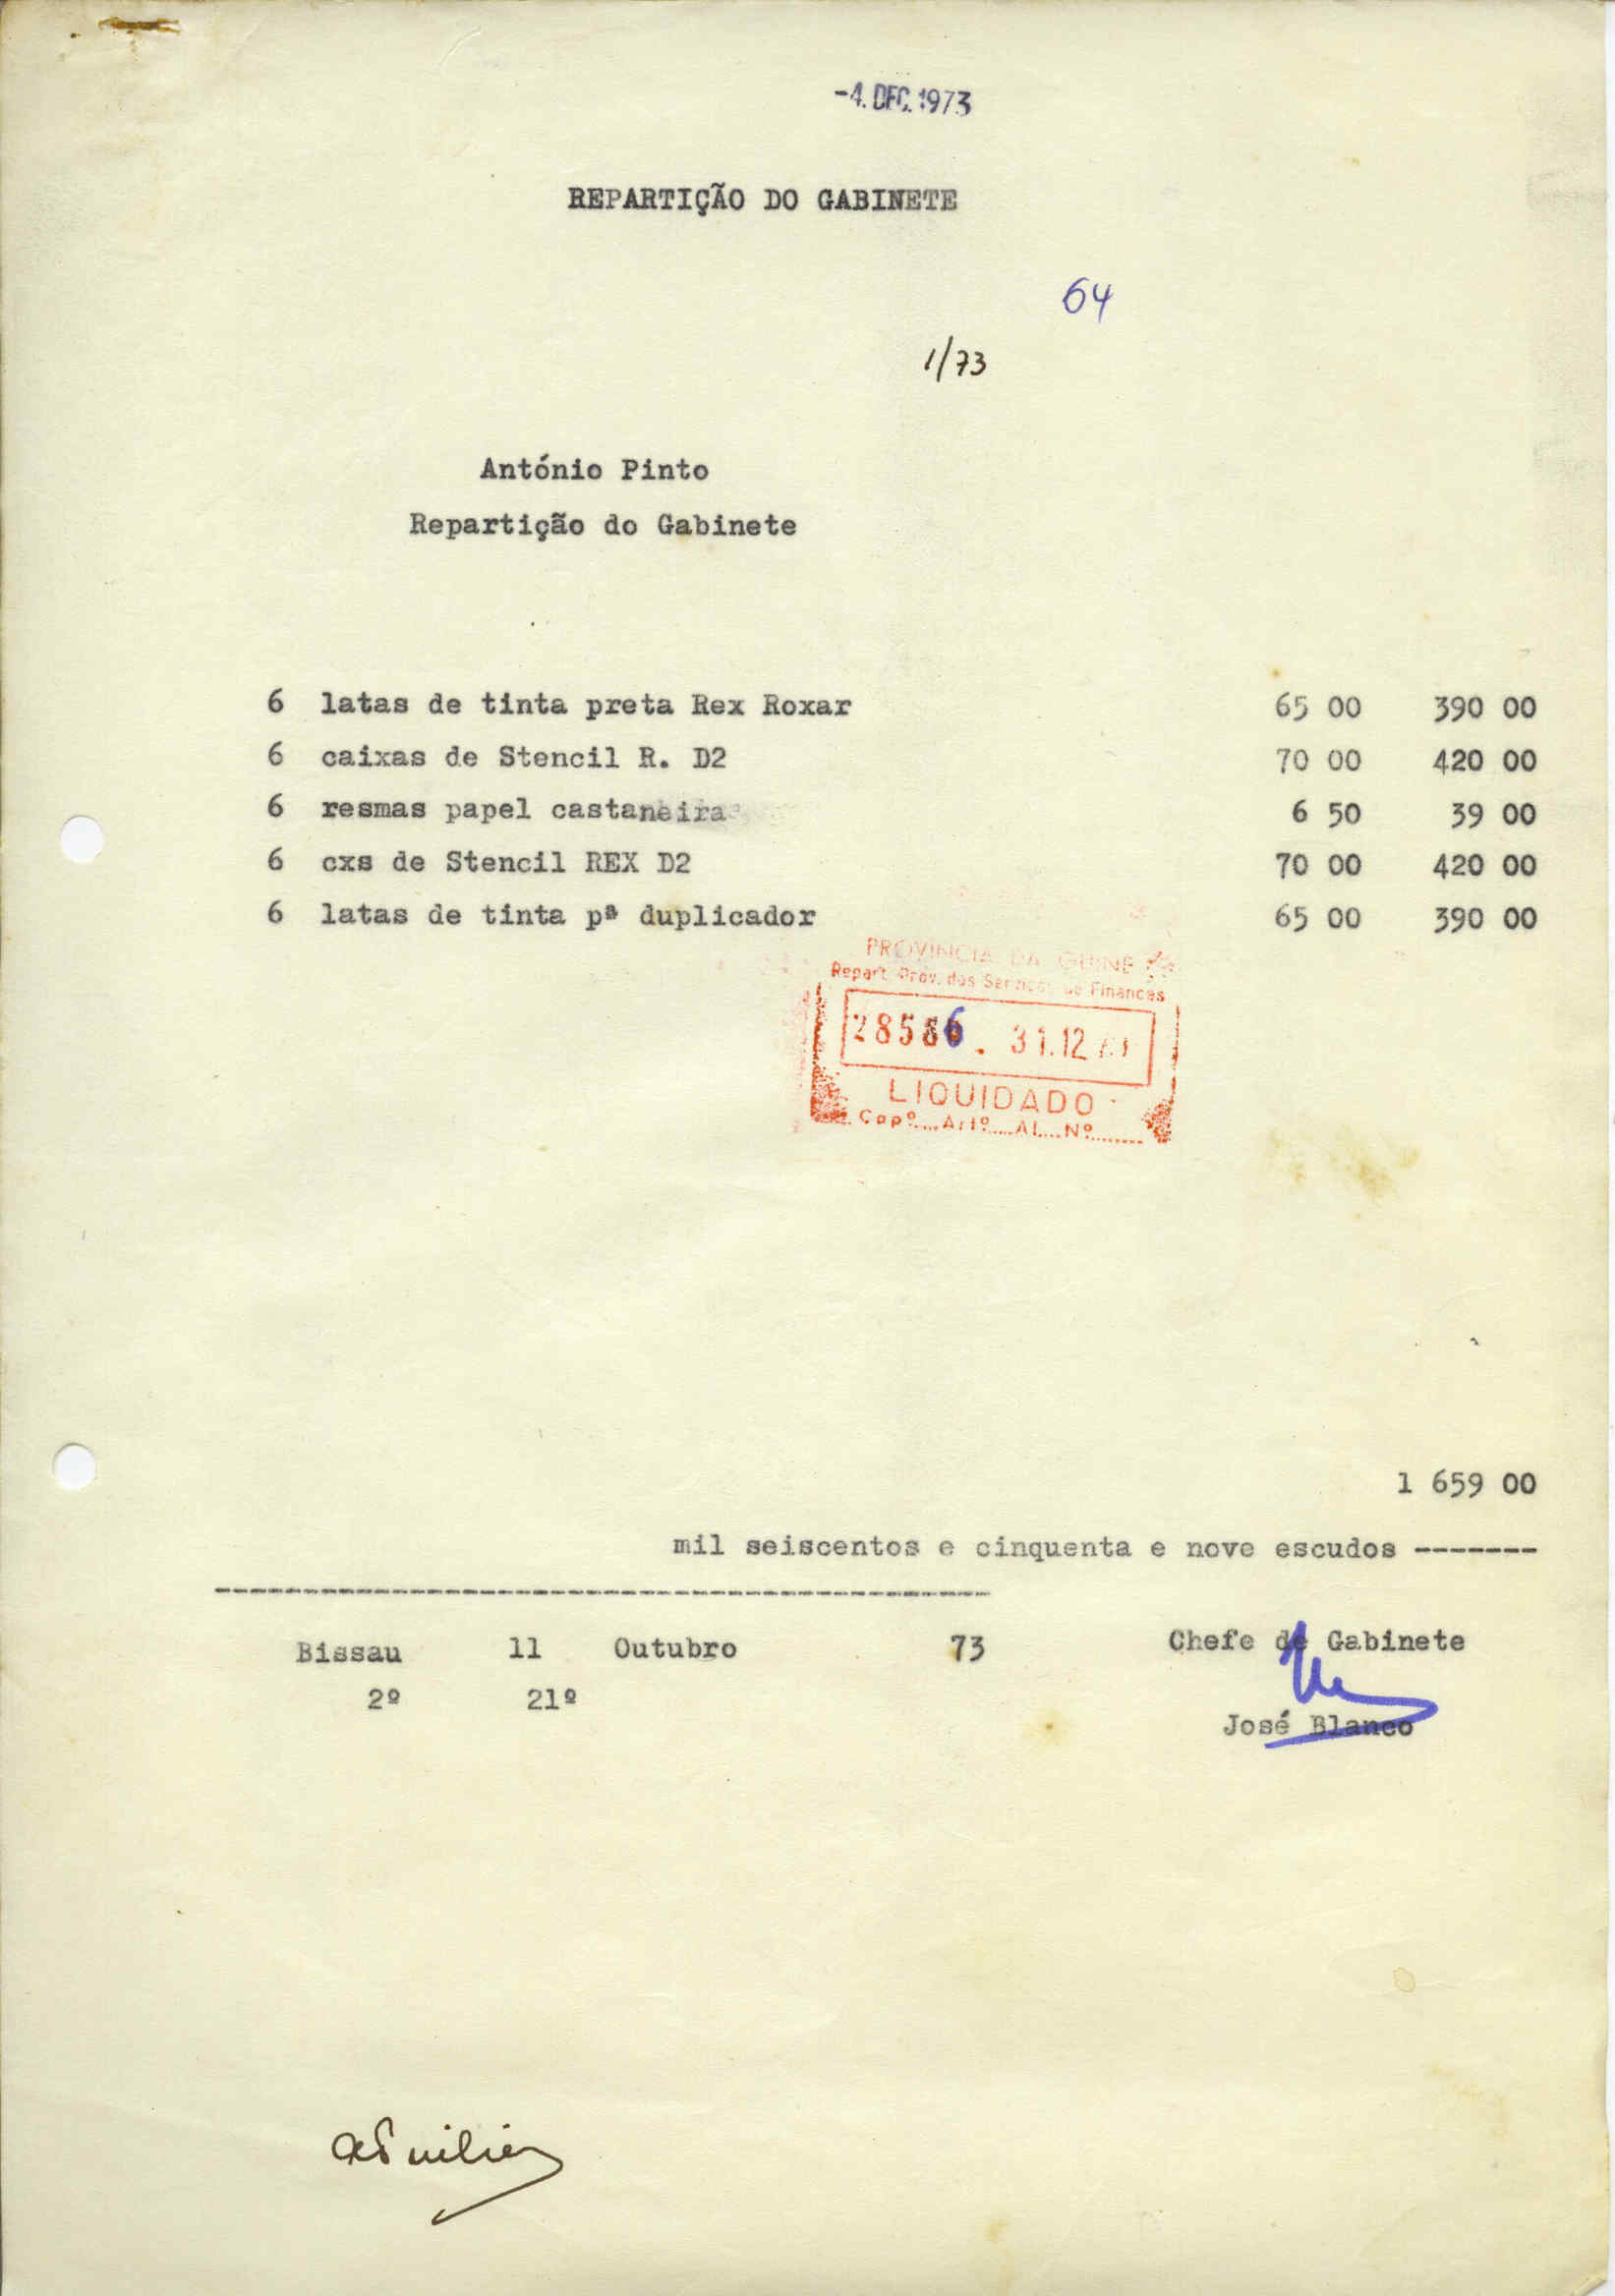 -4. DEC. 1973
REPARTIÇÃO DO GABINETE
64
1/73
António Pinto
Repartição do Gabinete
6 latas de tinta preta Rex Roxar 65 00 390 00
6 caixas de Stencil R. D2 70 00 420 00
6 resmas papel castaneira 6 50 39 00
6 cxs de Stencil REX D2 70 00 420 00
6 latas de tinta pª duplicador 65 00 390 00
PROVINCIA DA GUINE
Repart. Prov. dos Serviços de Finanças
28586. 31.12
LIQUIDADO
Capº.... Artº.... Al.... Nº.......
1 659 00
mil seiscentos e cinquenta e nove escudos -------
--------------------------------------------
Bissau 11 Outubro 73 Chefe de Gabinete
2º 21º
José Blanco